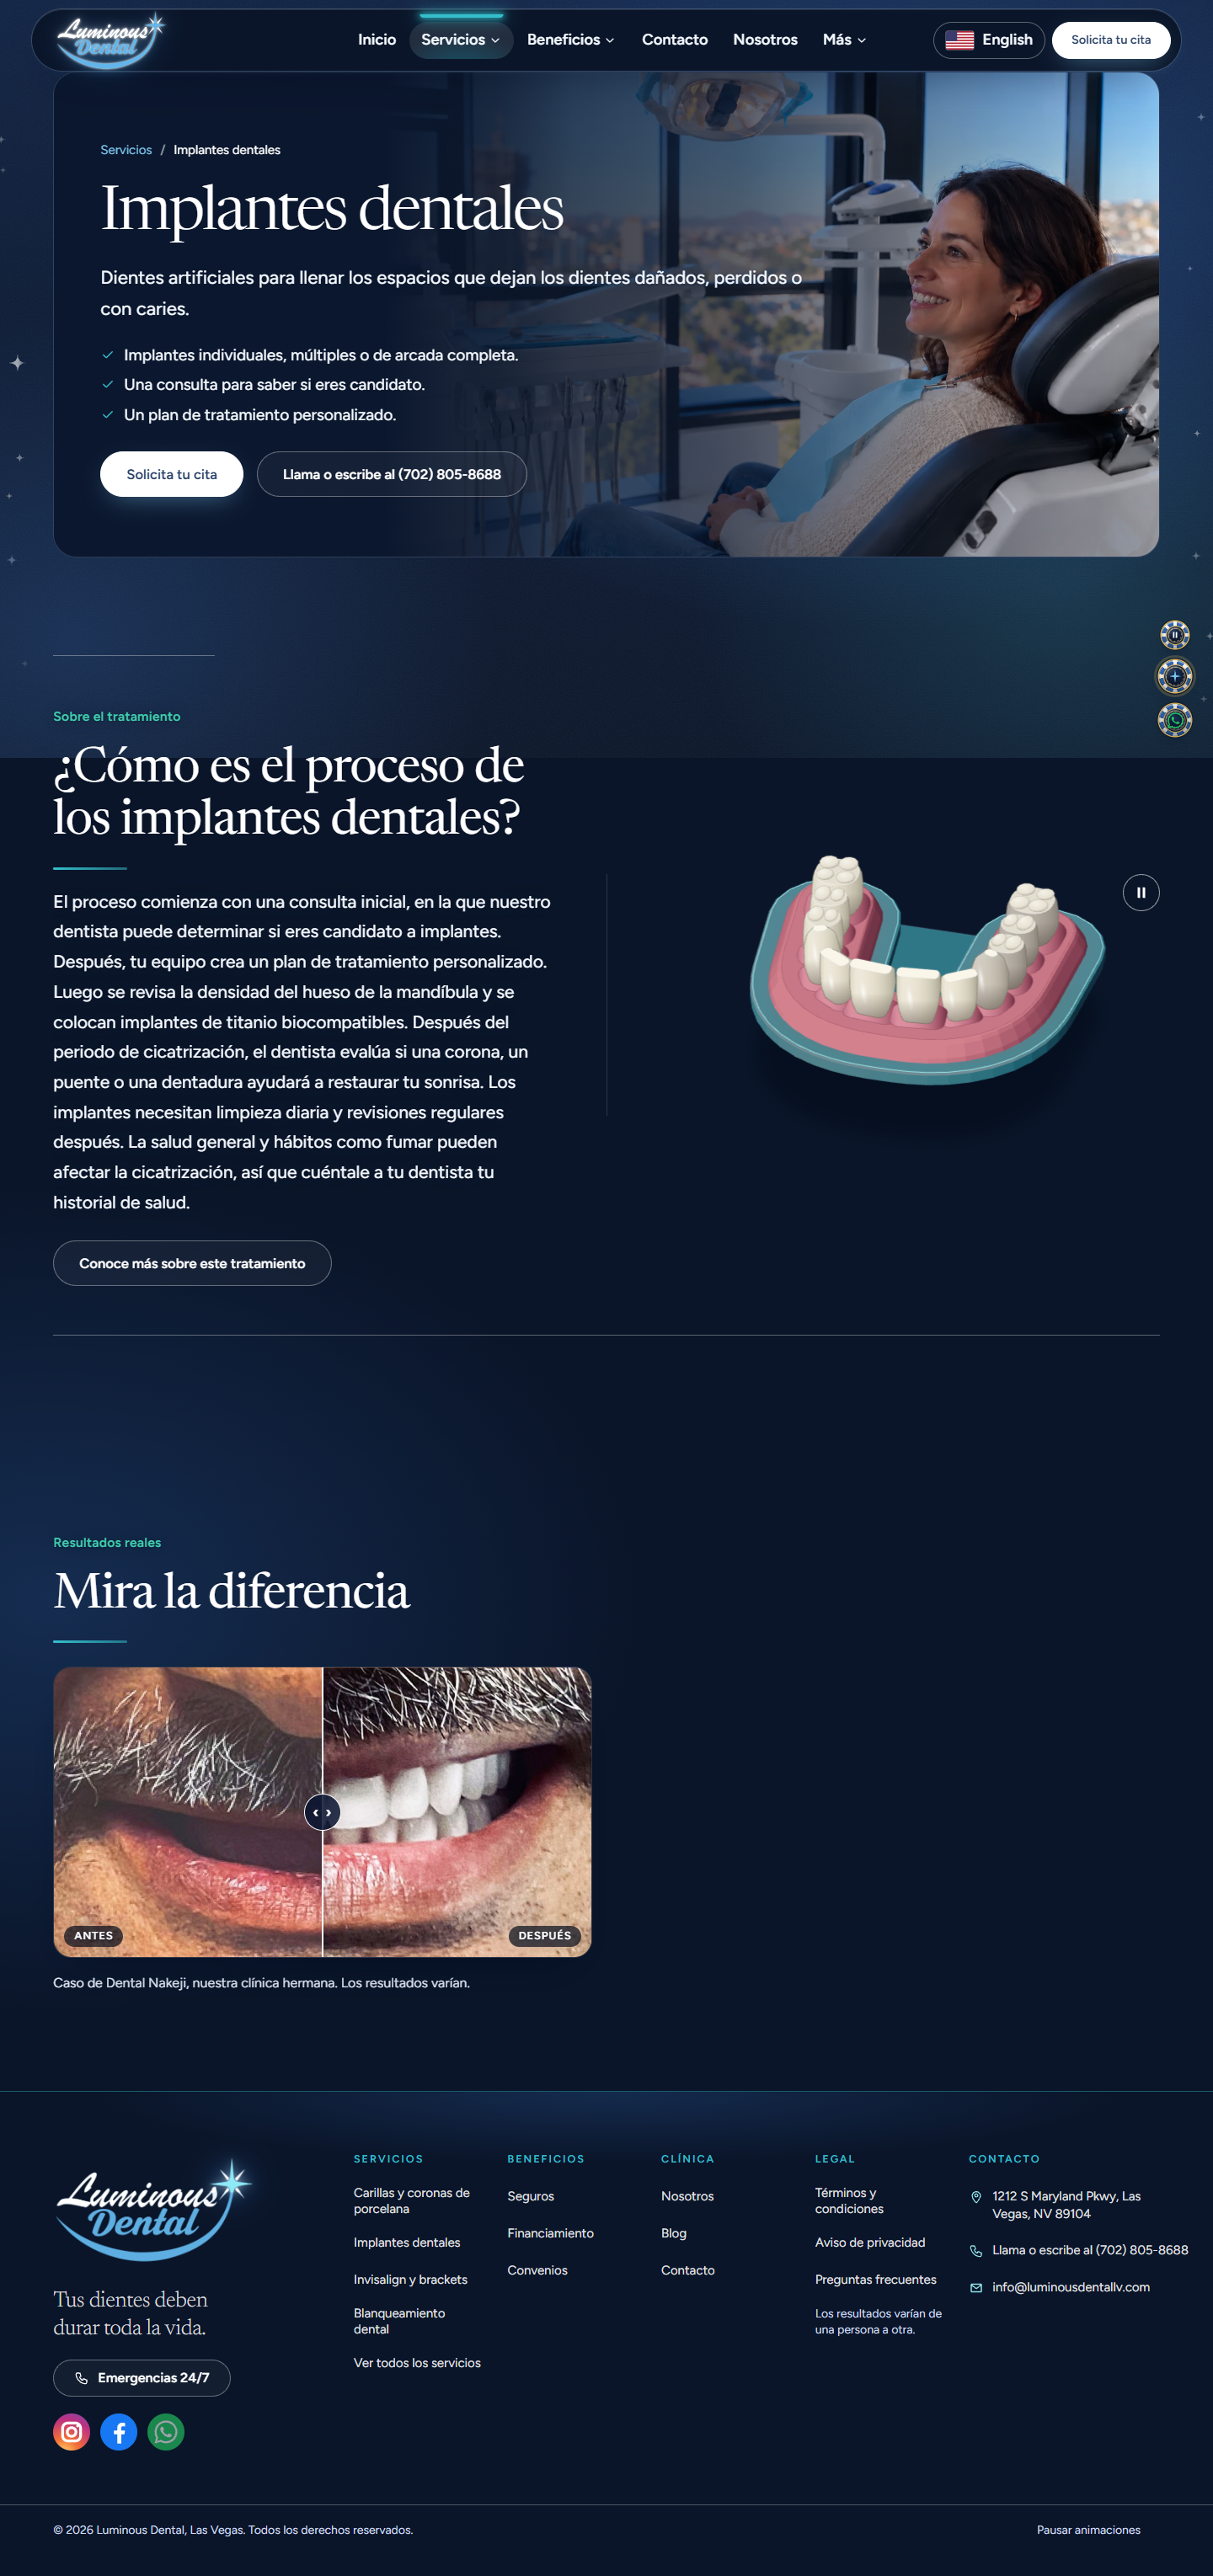 Luminous
Dental
Inicio
Servicios
Beneficios
Contacto
Nosotros
Más
English
Solicita tu cita
Servicios / Implantes dentales
Implantes dentales
Dientes artificiales para llenar los espacios que dejan los dientes dañados, perdidos o
con caries.
Implantes individuales, múltiples o de arcada completa.
Una consulta para saber si eres candidato.
Un plan de tratamiento personalizado.
Solicita tu cita
Llama o escribe al (702) 805-8688
Sobre el tratamiento
¿Cómo es el proceso de
los implantes dentales?
El proceso comienza con una consulta inicial, en la que nuestro
dentista puede determinar si eres candidato a implantes.
Después, tu equipo crea un plan de tratamiento personalizado.
Luego se revisa la densidad del hueso de la mandíbula y se
colocan implantes de titanio biocompatibles. Después del
periodo de cicatrización, el dentista evalúa si una corona, un
puente o una dentadura ayudará a restaurar tu sonrisa. Los
implantes necesitan limpieza diaria y revisiones regulares
después. La salud general y hábitos como fumar pueden
afectar la cicatrización, así que cuéntale a tu dentista tu
historial de salud.
Conoce más sobre este tratamiento
Resultados reales
Mira la diferencia
ANTES
DESPUÉS
Caso de Dental Nakeji, nuestra clínica hermana. Los resultados varían.
Luminous
Dental
Tus dientes deben
durar toda la vida.
Emergencias 24/7
SERVICIOS
Carillas y coronas de
porcelana
Implantes dentales
Invisalign y brackets
Blanqueamiento
dental
Ver todos los servicios
BENEFICIOS
Seguros
Financiamiento
Convenios
CLÍNICA
Nosotros
Blog
Contacto
LEGAL
Términos y
condiciones
Aviso de privacidad
Preguntas frecuentes
Los resultados varían de
una persona a otra.
CONTACTO
1212 S Maryland Pkwy, Las
Vegas, NV 89104
Llama o escribe al (702) 805-8688
info@luminousdentallv.com
© 2026 Luminous Dental, Las Vegas. Todos los derechos reservados.
Pausar animaciones